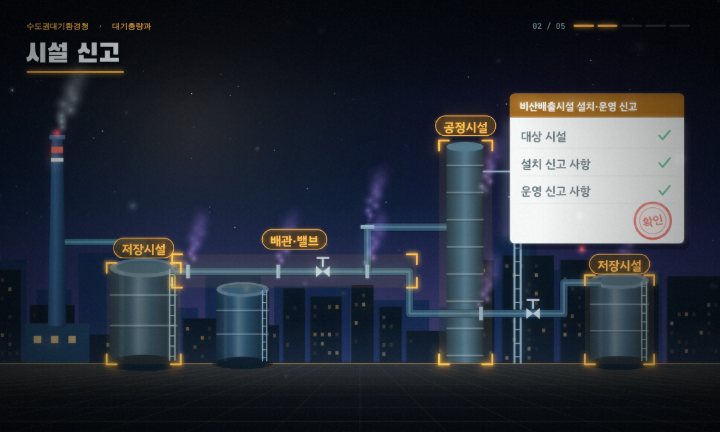 수도권대기환경청 · 대기총량과
02 / 05
시설 신고
공정시설
비산배출시설 설치·운영 신고
대상 시설
설치 신고 사항
운영 신고 사항
확인
저장시설
배관·밸브
저장시설